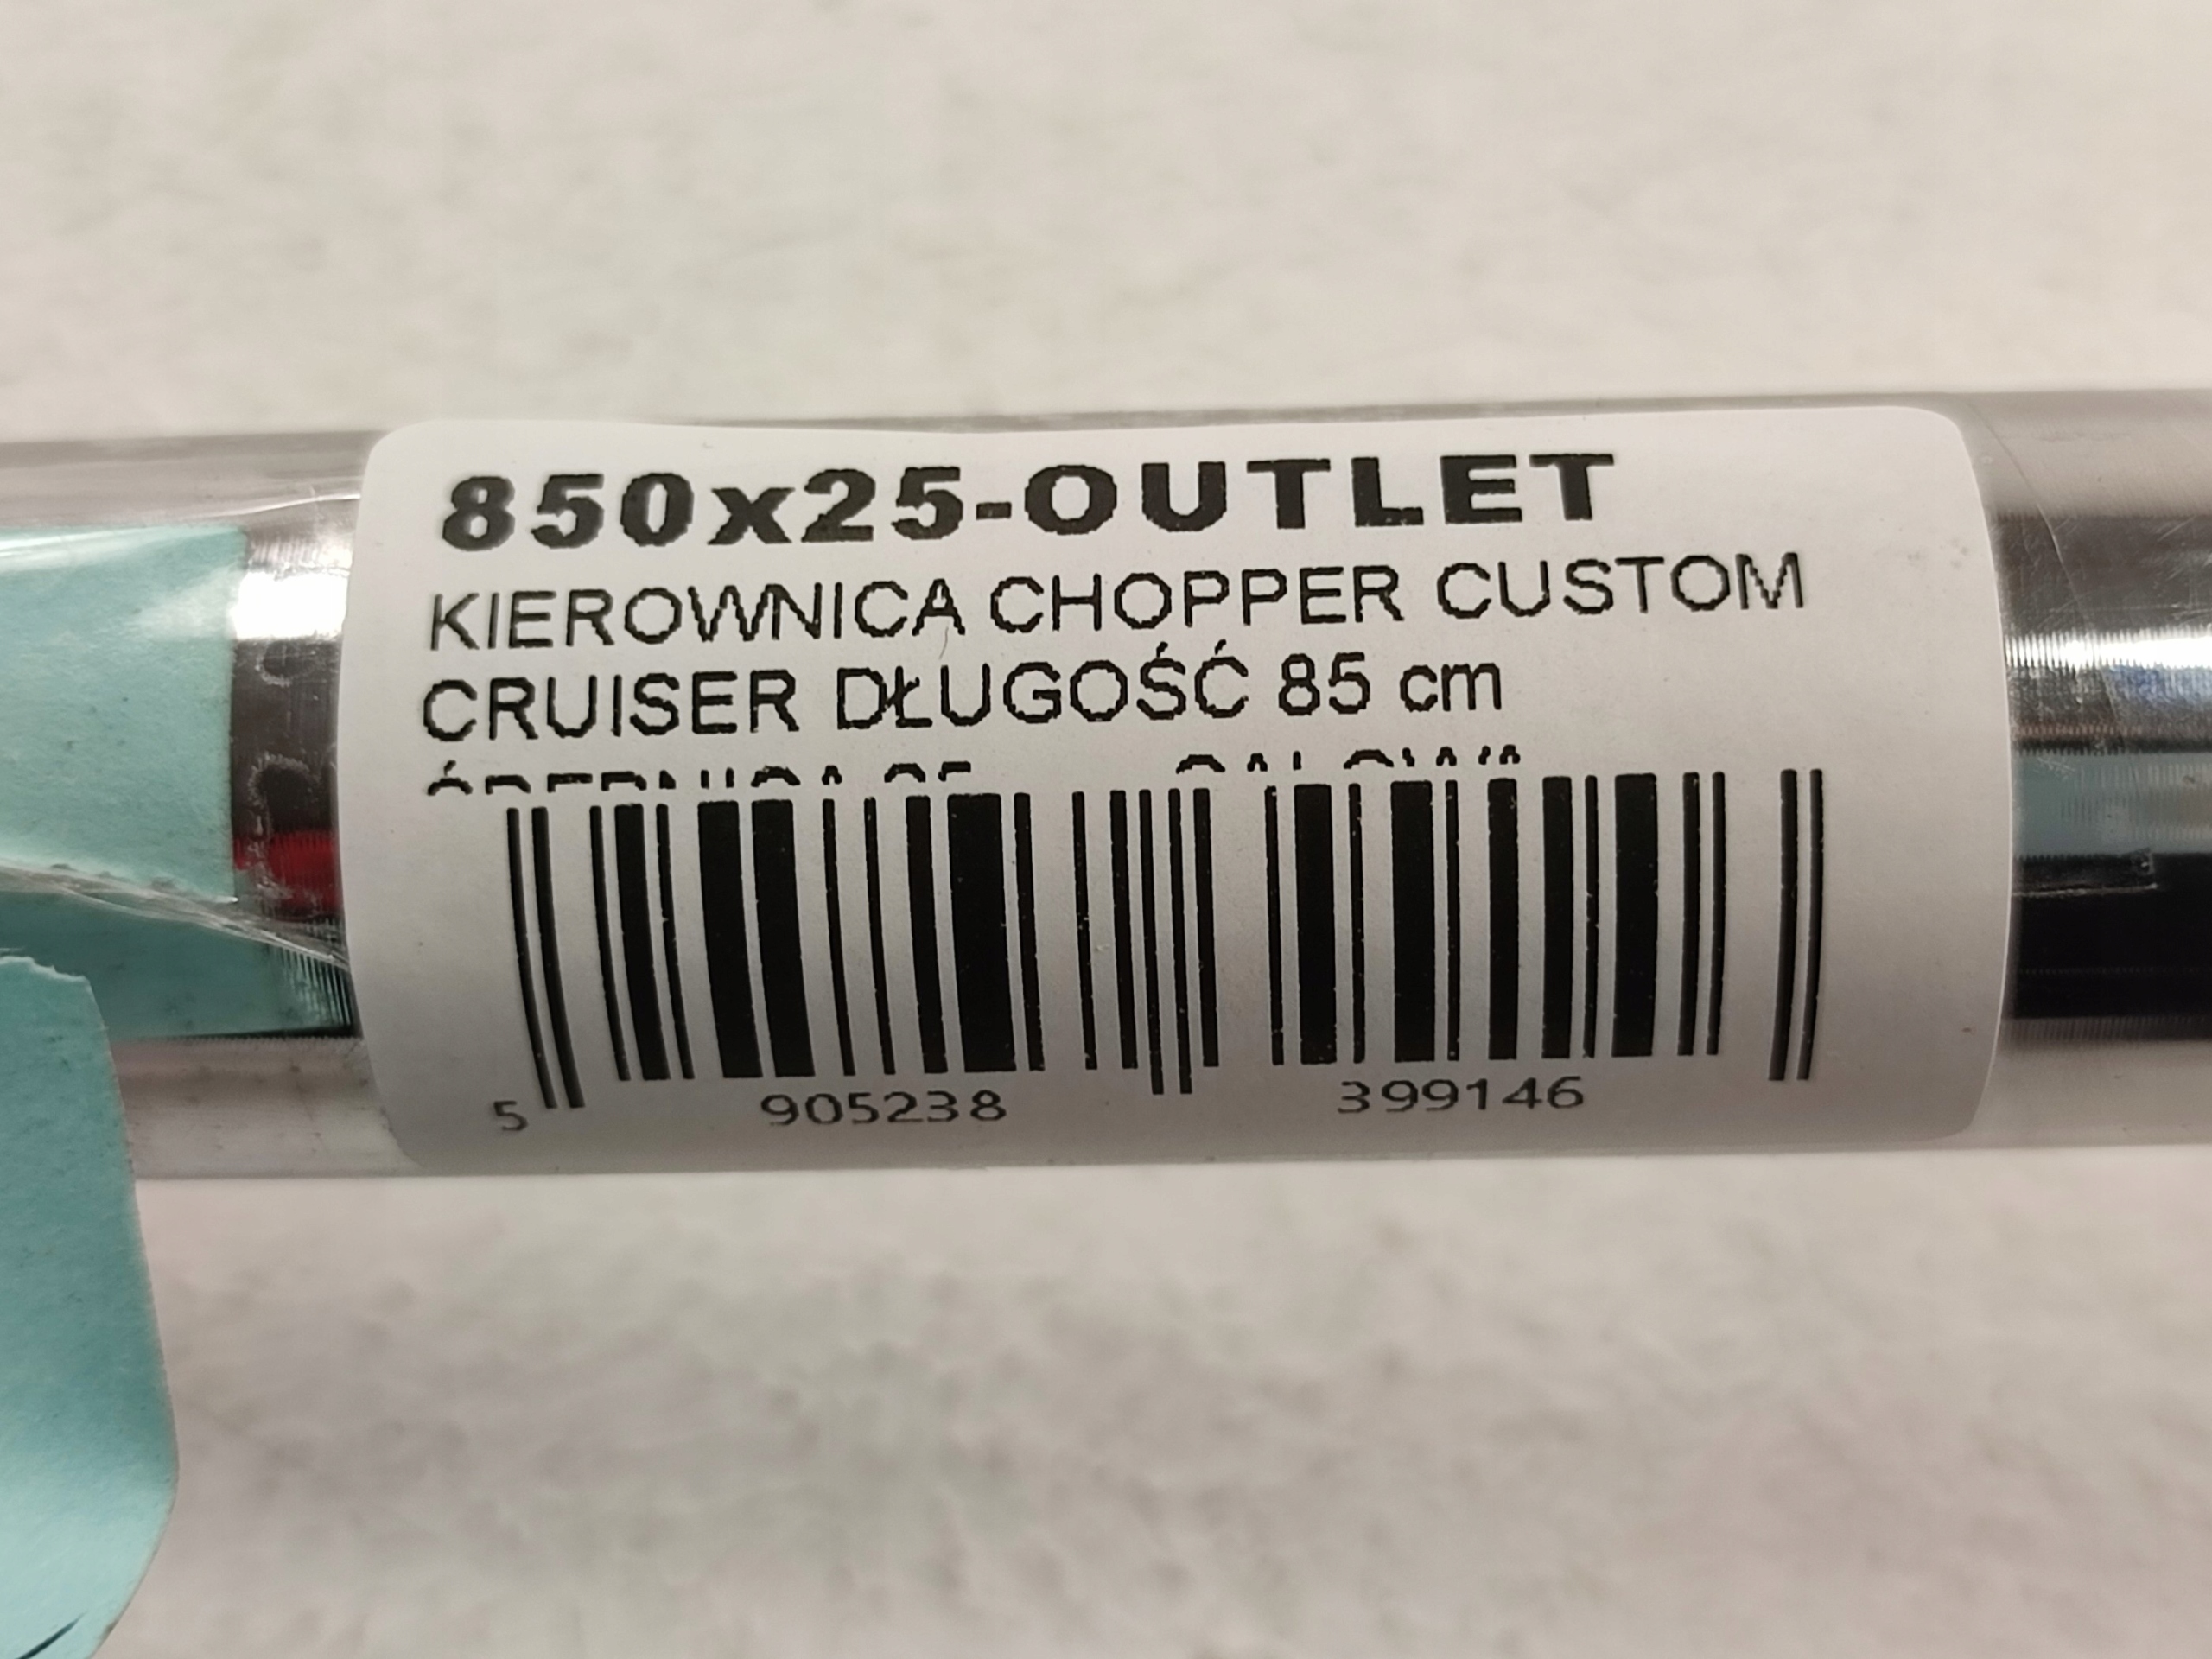 850x25-OUTLET
KIEROWNICA CHOPPER CUSTOM
CRUISER DŁUGOŚĆ 85 cm
5 905238 399146